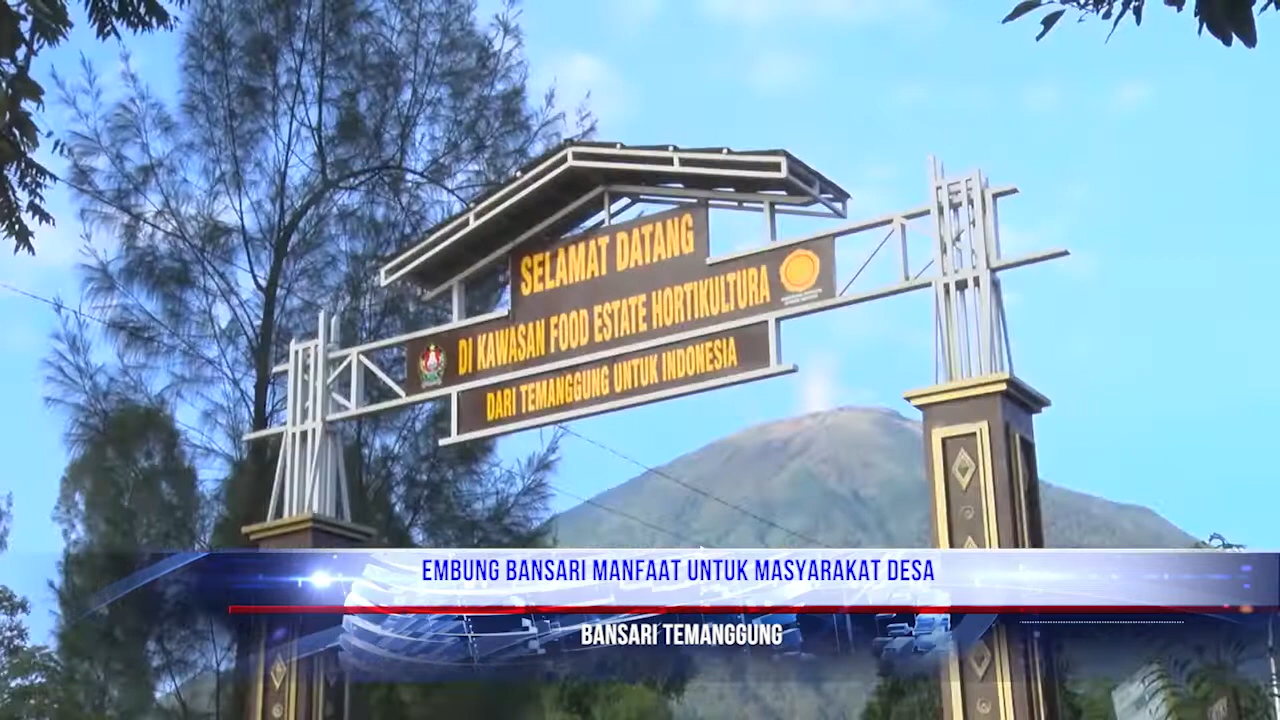 SELAMAT DATANG
DI KAWASAN FOOD ESTATE HORTIKULTURA
DARI TEMANGGUNG UNTUK INDONESIA
EMBUNG BANSARI MANFAAT UNTUK MASYARAKAT DESA
BANSARI TEMANGGUNG